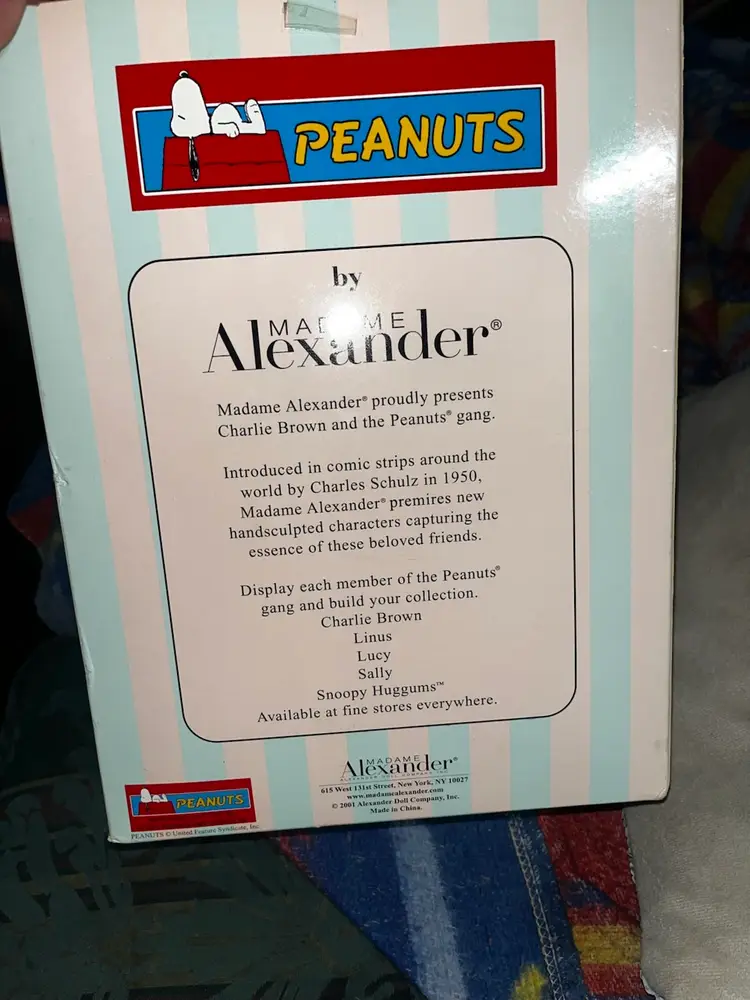 PEANUTS
by
MADAME
Alexander®
Madame Alexander® proudly presents
Charlie Brown and the Peanuts® gang.
Introduced in comic strips around the
world by Charles Schulz in 1950,
Madame Alexander® premires new
handsculpted characters capturing the
essence of these beloved friends.
Display each member of the Peanuts®
gang and build your collection.
Charlie Brown
Linus
Lucy
Sally
Snoopy Huggums™
Available at fine stores everywhere.
MADAME
Alexander®
ALEXANDER DOLL COMPANY, INC.
615 West 131st Street, New York, NY 10027
www.madamealexander.com
© 2001 Alexander Doll Company, Inc.
Made in China.
PEANUTS
PEANUTS © United Feature Syndicate, Inc.